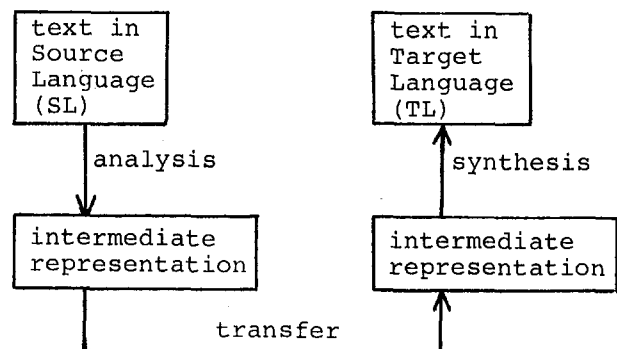 text in
Source
Language
(SL)
text in
Target
Language
(TL)
analysis
synthesis
intermediate
representation
intermediate
representation
transfer